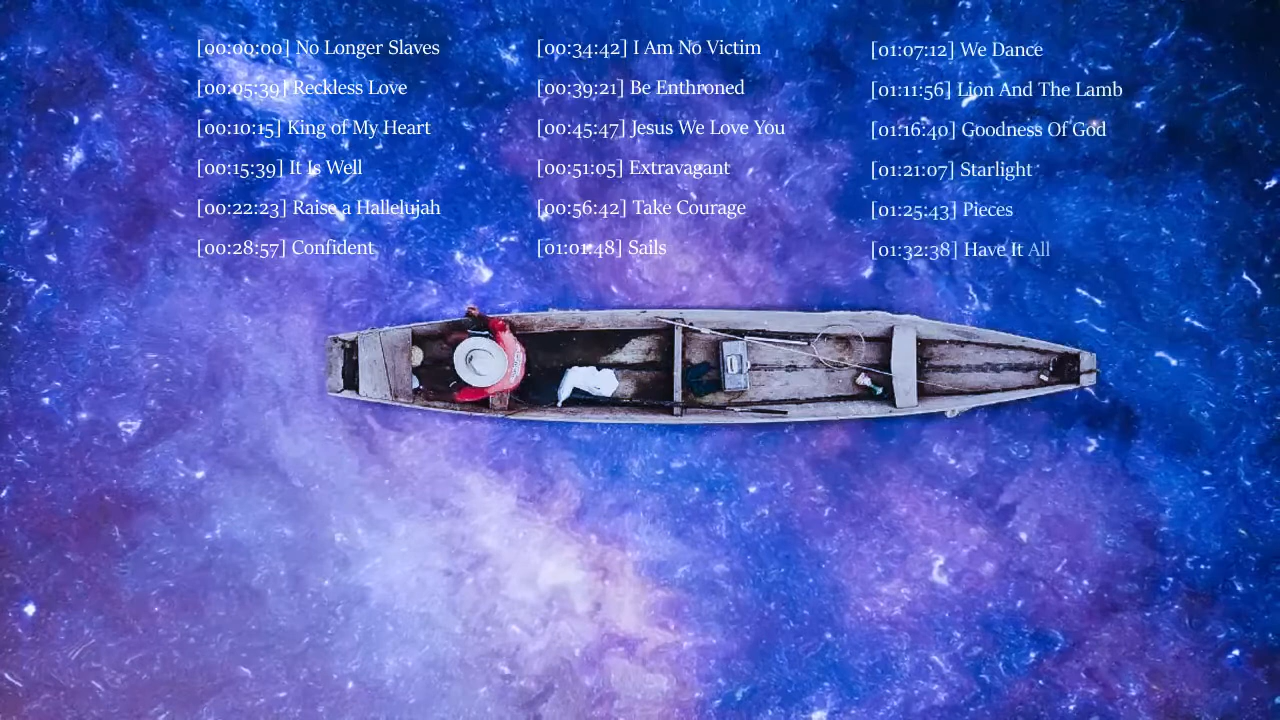 [00:00:00] No Longer Slaves
[00:05:39] Reckless Love
[00:10:15] King of My Heart
[00:15:39] It Is Well
[00:22:23] Raise a Hallelujah
[00:28:57] Confident
[00:34:42] I Am No Victim
[00:39:21] Be Enthroned
[00:45:47] Jesus We Love You
[00:51:05] Extravagant
[00:56:42] Take Courage
[01:01:48] Sails
[01:07:12] We Dance
[01:11:56] Lion And The Lamb
[01:16:40] Goodness Of God
[01:21:07] Starlight
[01:25:43] Pieces
[01:32:38] Have It All